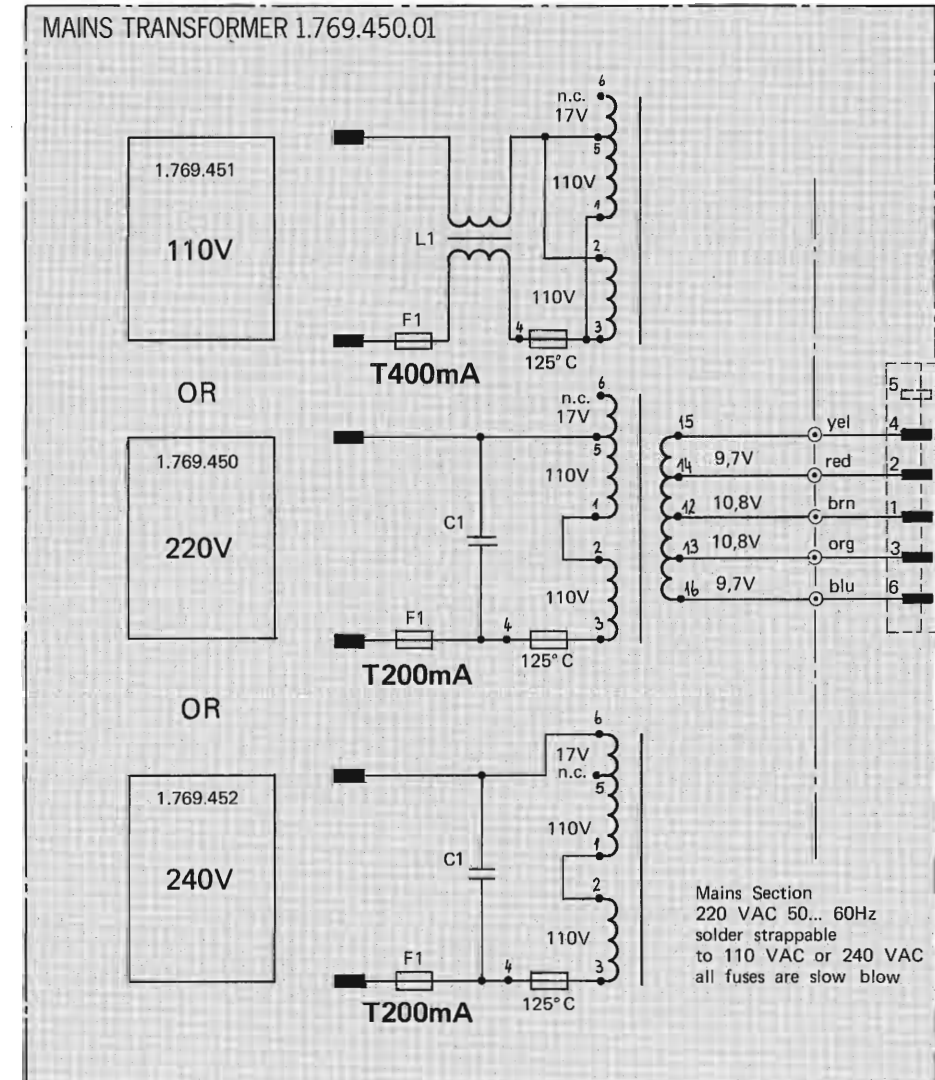 MAINS TRANSFORMER 1.769.450.01
1.769.451
110V
L1
F1
T400mA
6
n.c.
17V
5
110V
1
2
110V
4
3
125°C
OR
1.769.450
220V
C1
F1
T200mA
6
n.c.
17V
5
110V
1
2
110V
4
3
125°C
15
14
12
13
16
9,7V
10,8V
10,8V
9,7V
yel
red
brn
org
blu
5
4
2
1
3
6
OR
1.769.452
240V
C1
F1
T200mA
6
17V
n.c.
5
110V
1
2
110V
4
3
125°C
Mains Section
220 VAC 50... 60Hz
solder strappable
to 110 VAC or 240 VAC
all fuses are slow blow